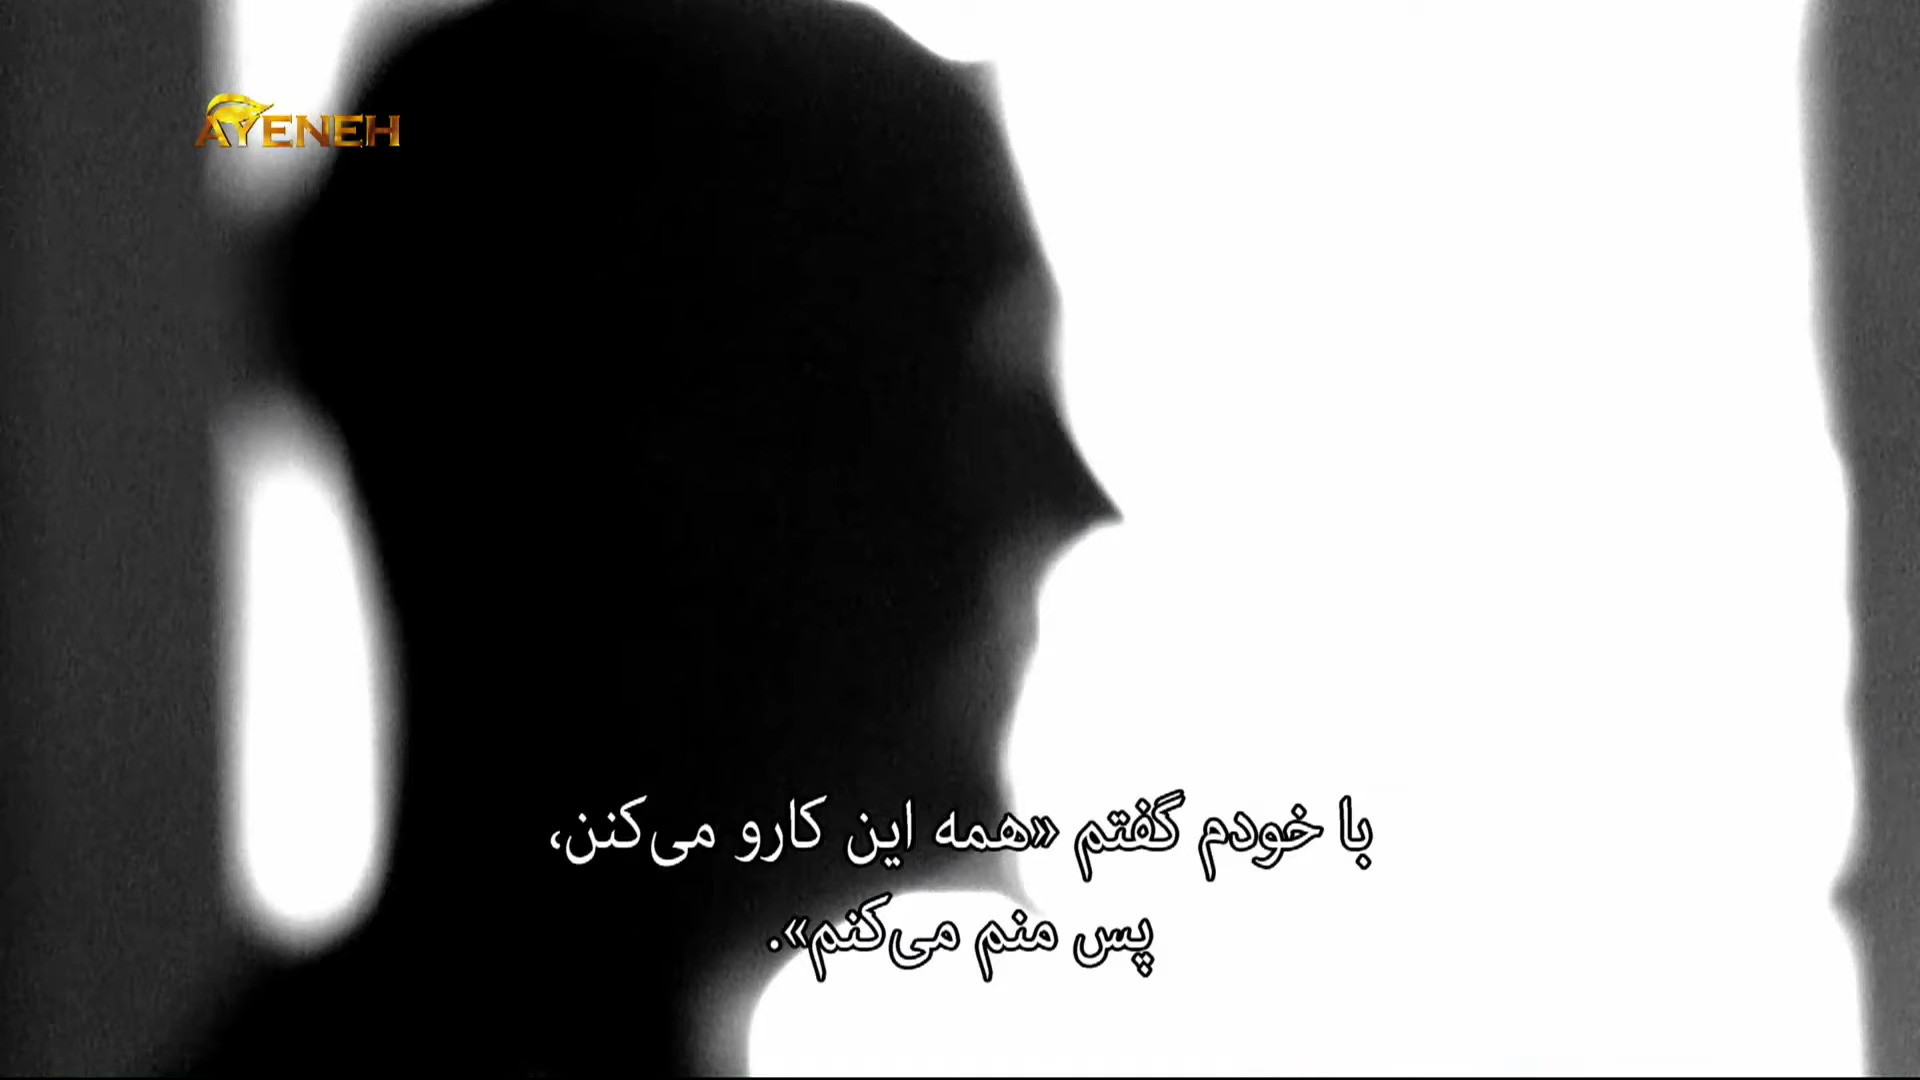 AYENEH
با خودم گفتم «همه این کارو می‌کنن،
پس منم می‌کنم».